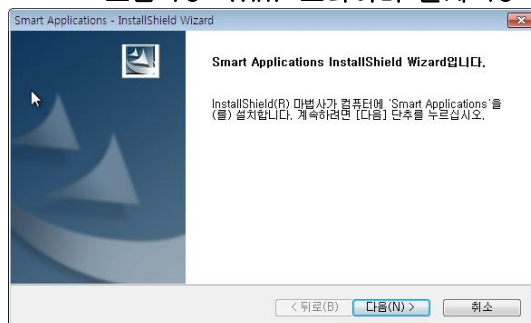 Smart Applications - InstallShield Wizard
Smart Applications InstallShield Wizard입니다.
InstallShield(R) 마법사가 컴퓨터에 'Smart Applications'을
(를) 설치합니다. 계속하려면 [다음] 단추를 누르십시오.
< 뒤로(B) 다음(N) > 취소